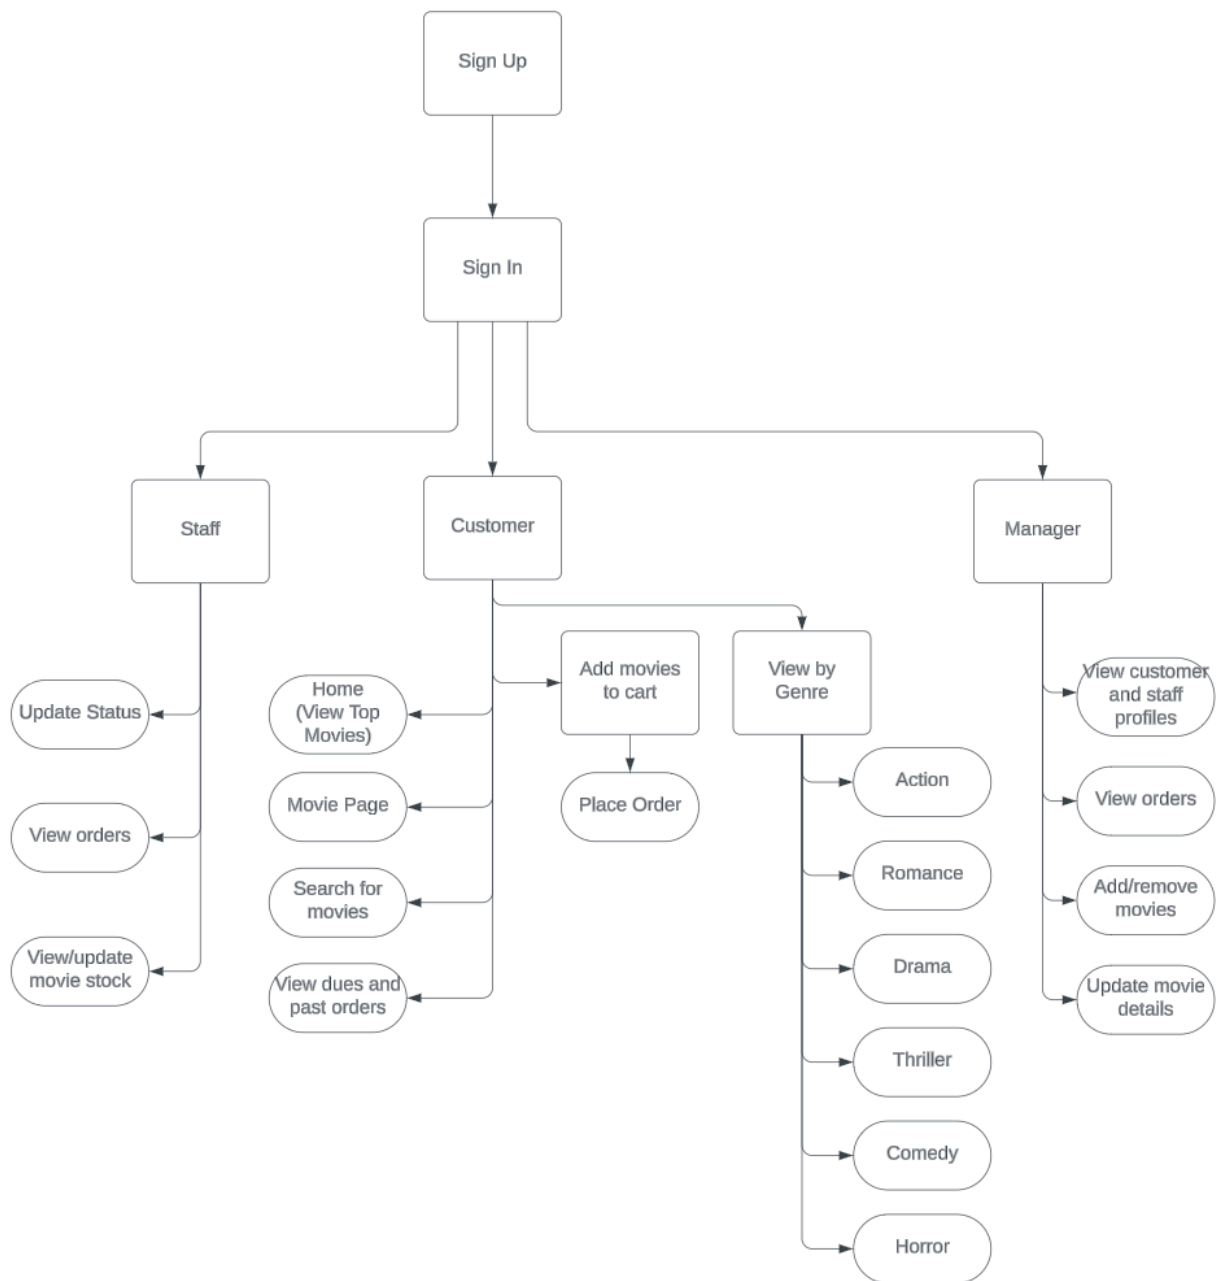 Sign Up
Sign In
Staff
Customer
Manager
Update Status
View orders
View/update
movie stock
Home
(View Top
Movies)
Movie Page
Search for
movies
View dues and
past orders
Add movies
to cart
Place Order
View by
Genre
Action
Romance
Drama
Thriller
Comedy
Horror
View customer
and staff
profiles
View orders
Add/remove
movies
Update movie
details